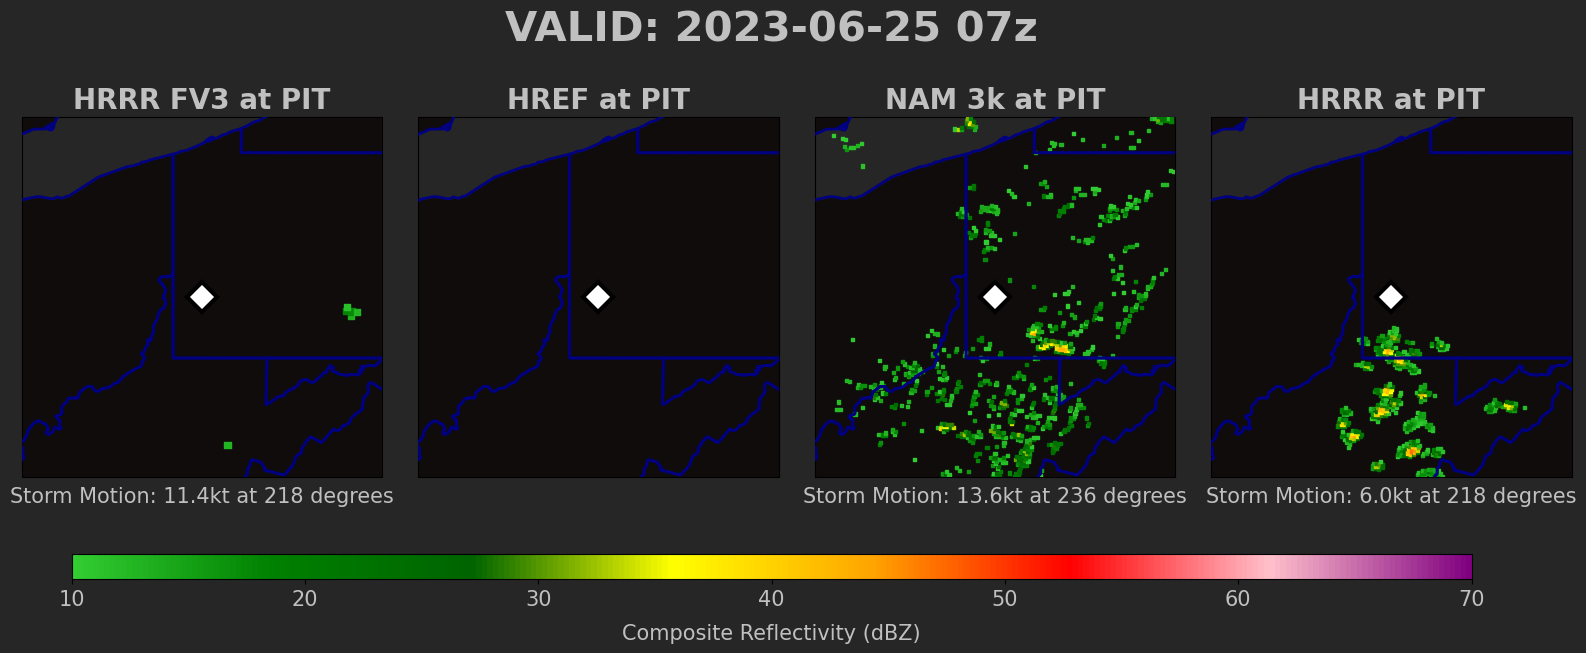 VALID: 2023-06-25 07z
HRRR FV3 at PIT
HREF at PIT
NAM 3k at PIT
HRRR at PIT
Storm Motion: 11.4kt at 218 degrees
Storm Motion: 13.6kt at 236 degrees
Storm Motion: 6.0kt at 218 degrees
10 20 30 40 50 60 70
Composite Reflectivity (dBZ)